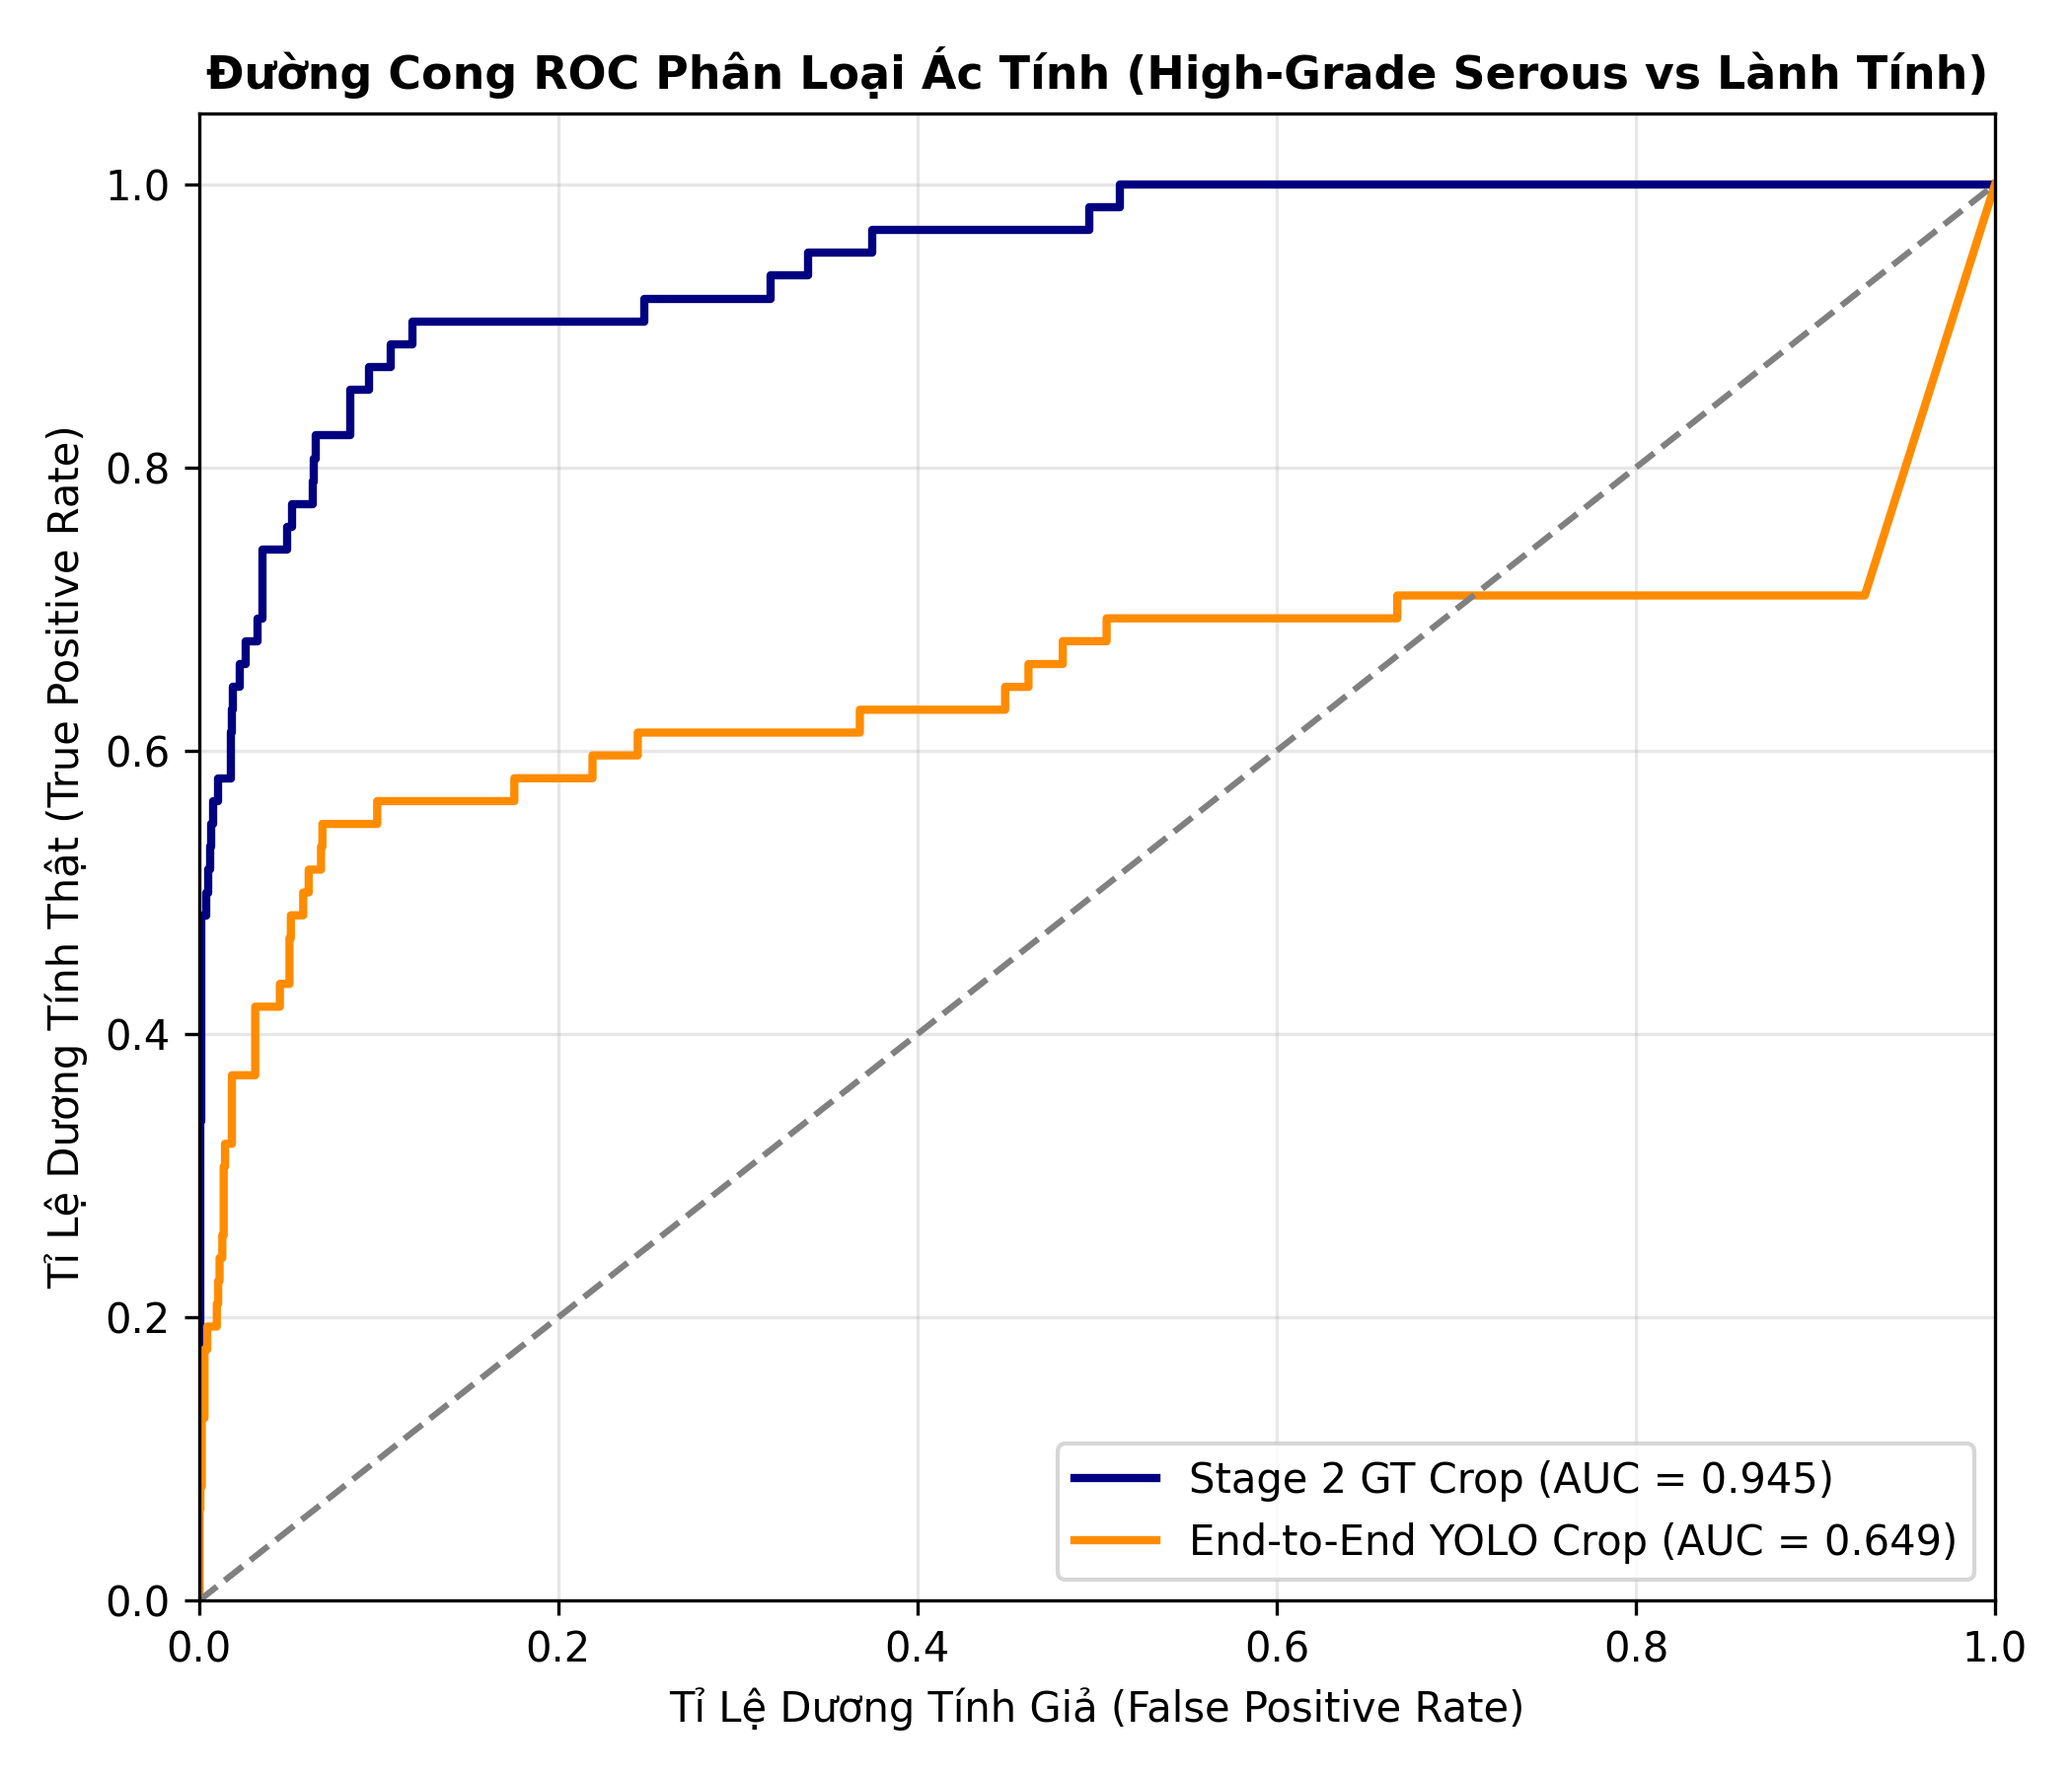 Đường Cong ROC Phân Loại Ác Tính (High-Grade Serous vs Lành Tính)
Tỉ Lệ Dương Tính Thật (True Positive Rate)
1.0
0.8
0.6
0.4
0.2
0.0
0.0 0.2 0.4 0.6 0.8 1.0
Tỉ Lệ Dương Tính Giả (False Positive Rate)
Stage 2 GT Crop (AUC = 0.945)
End-to-End YOLO Crop (AUC = 0.649)